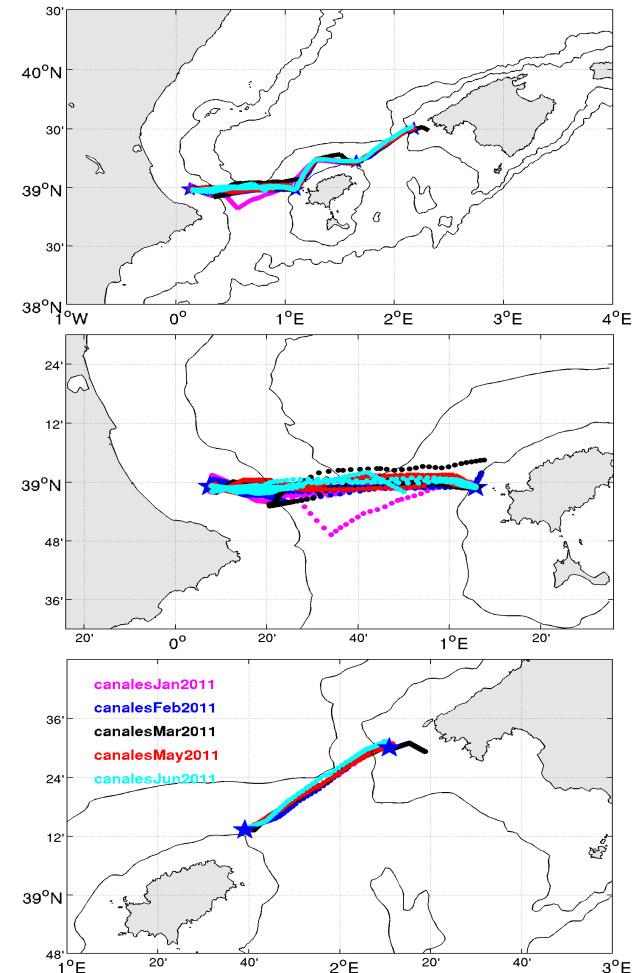 30'
40°N
30'
39°N
30'
38°N
1°W 0° 1°E 2°E 3°E 4°E
24'
12'
39°N
48'
36'
20' 0° 20' 40' 1°E 20'
canalesJan2011
canalesFeb2011
36'
canalesMar2011
canalesMay2011
24'
canalesJun2011
12'
39°N
48'
1°E 20' 40' 2°E 20' 40' 3°E